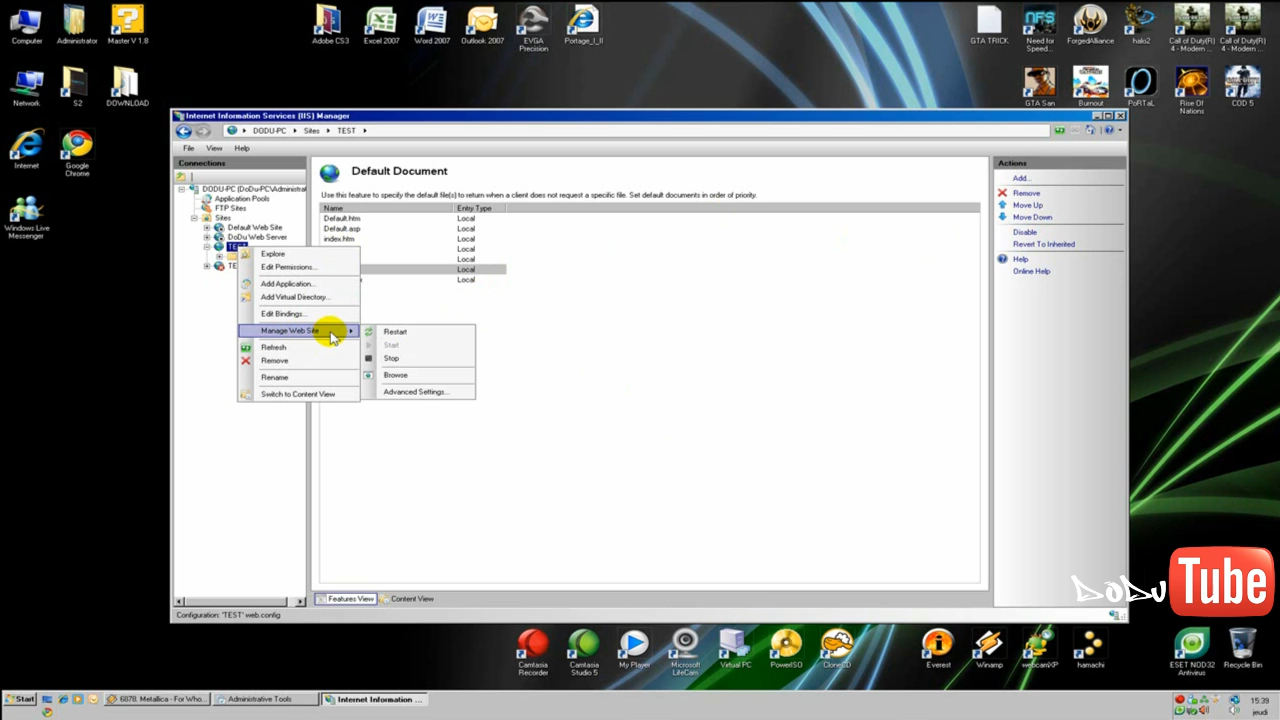 Computer
Administrator
Master V 1.8
Adobe CS3
Excel 2007
Word 2007
Outlook 2007
EVGA
Precision
Portage_I_II
GTA TRICK
Need for
Speed...
ForgedAlliance
halo2
Call of Duty(R)
4 - Modern ...
Call of Duty(R)
4 - Modern ...
Network
S2
DOWNLOAD
GTA San
Burnout
PoRTaL
Rise Of
Nations
COD 5
Internet
Google
Chrome
Windows Live
Messenger
Internet Information Services (IIS) Manager
DODU-PC
Sites
TEST
File
View
Help
Connections
DODU-PC (DoDu-PC\Administrat
Application Pools
FTP Sites
Sites
Default Web Site
DoDu Web Server
TEST
TE
Default Document
Use this feature to specify the default file(s) to return when a client does not request a specific file. Set default documents in order of priority.
Name
Entry Type
Default.htm
Local
Default.asp
Local
index.htm
Local
Local
Local
Local
Local
Explore
Edit Permissions...
Add Application...
Add Virtual Directory...
Edit Bindings...
Manage Web Site
Refresh
Remove
Rename
Switch to Content View
Restart
Start
Stop
Browse
Advanced Settings...
Actions
Add...
Remove
Move Up
Move Down
Disable
Revert To Inherited
Help
Online Help
Features View
Content View
Configuration: 'TEST' web.config
DoDu
Tube
Camtasia
Recorder
Camtasia
Studio 5
My Player
Microsoft
LifeCam
Virtual PC
PowerISO
CloneCD
Everest
Winamp
webcamXP
hamachi
ESET NOD32
Antivirus
Recycle Bin
Start
6878. Metallica - For Who...
Administrative Tools
Internet Information ...
15:39
jeudi